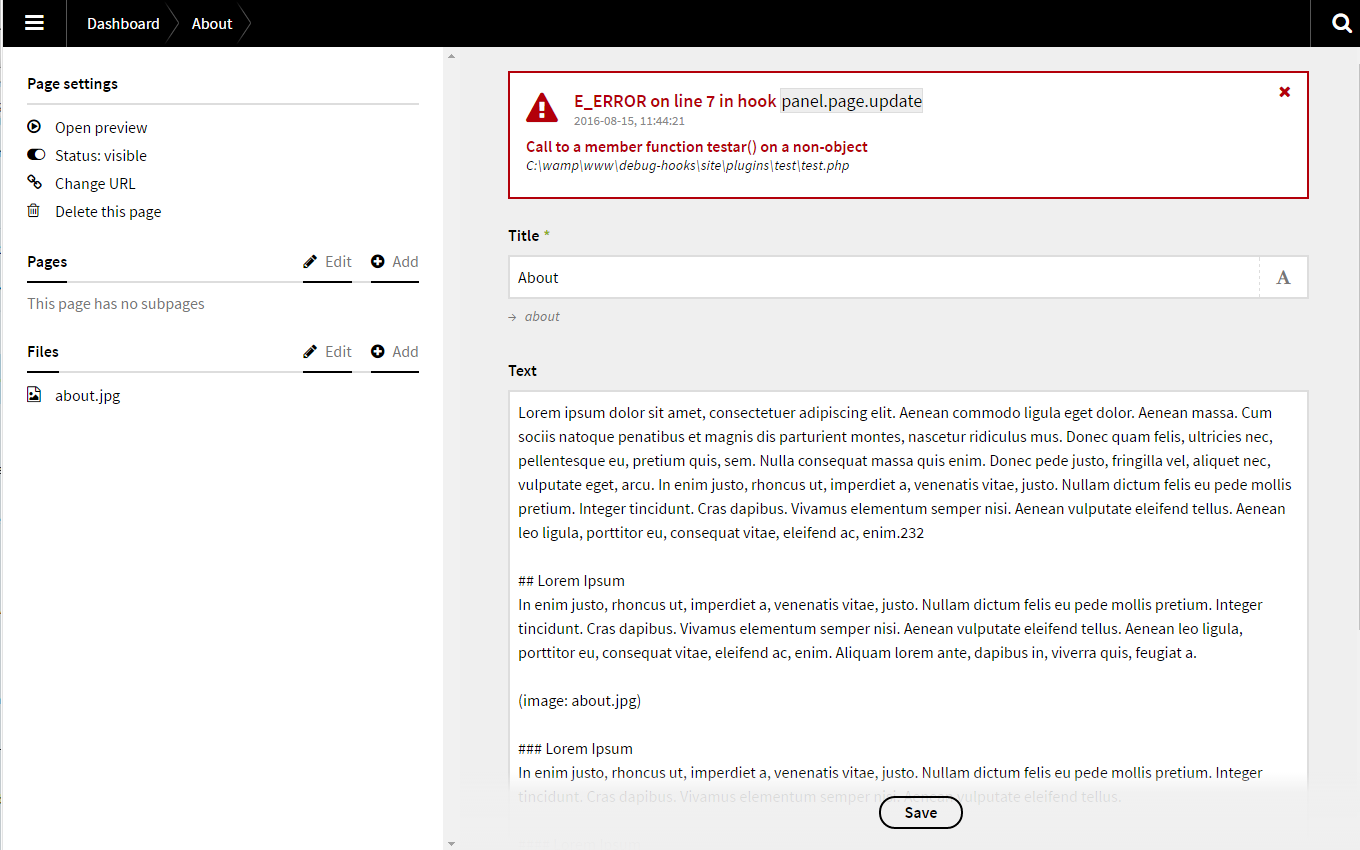 Dashboard About
Page settings
Open preview
Status: visible
Change URL
Delete this page
Pages Edit Add
This page has no subpages
Files Edit Add
about.jpg
E_ERROR on line 7 in hook panel.page.update
2016-08-15, 11:44:21
Call to a member function testar() on a non-object
C:\wamp\www\debug-hooks\site\plugins\test\test.php
Title *
About A
→ about
Text
Lorem ipsum dolor sit amet, consectetuer adipiscing elit. Aenean commodo ligula eget dolor. Aenean massa. Cum
sociis natoque penatibus et magnis dis parturient montes, nascetur ridiculus mus. Donec quam felis, ultricies nec,
pellentesque eu, pretium quis, sem. Nulla consequat massa quis enim. Donec pede justo, fringilla vel, aliquet nec,
vulputate eget, arcu. In enim justo, rhoncus ut, imperdiet a, venenatis vitae, justo. Nullam dictum felis eu pede mollis
pretium. Integer tincidunt. Cras dapibus. Vivamus elementum semper nisi. Aenean vulputate eleifend tellus. Aenean
leo ligula, porttitor eu, consequat vitae, eleifend ac, enim.232
## Lorem Ipsum
In enim justo, rhoncus ut, imperdiet a, venenatis vitae, justo. Nullam dictum felis eu pede mollis pretium. Integer
tincidunt. Cras dapibus. Vivamus elementum semper nisi. Aenean vulputate eleifend tellus. Aenean leo ligula,
porttitor eu, consequat vitae, eleifend ac, enim. Aliquam lorem ante, dapibus in, viverra quis, feugiat a.
(image: about.jpg)
### Lorem Ipsum
In enim justo, rhoncus ut, imperdiet a, venenatis vitae, justo. Nullam dictum felis eu pede mollis pretium. Integer
tincidunt. Cras dapibus. Vivamus elementum semper nisi. Aenean vulputate eleifend tellus.
Save